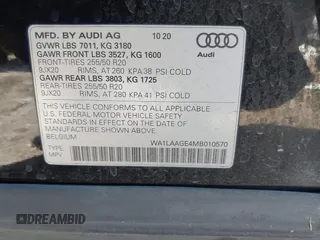 MFD. BY AUDI AG 10 20
GVWR LBS 7011, KG 3180
GAWR FRONT LBS 3527, KG 1600
FRONT-TIRES 255/50 R20
9JX20 RIMS, AT 260 KPA 38 PSI COLD
GAWR REAR LBS 3803, KG 1725
REAR-TIRES 255/50 R20
9JX20 RIMS, AT 280 KPA 41 PSI COLD
Audi
THIS VEHICLE CONFORMS TO ALL APPLICABLE
U.S. FEDERAL MOTOR VEHICLE SAFETY
STANDARDS IN EFFECT ON THE DATE OF
MANUFACTURE SHOWN ABOVE.
BELGIUM
TYPE: WA1LAAGE4MB010570
MPV
DREAMBID